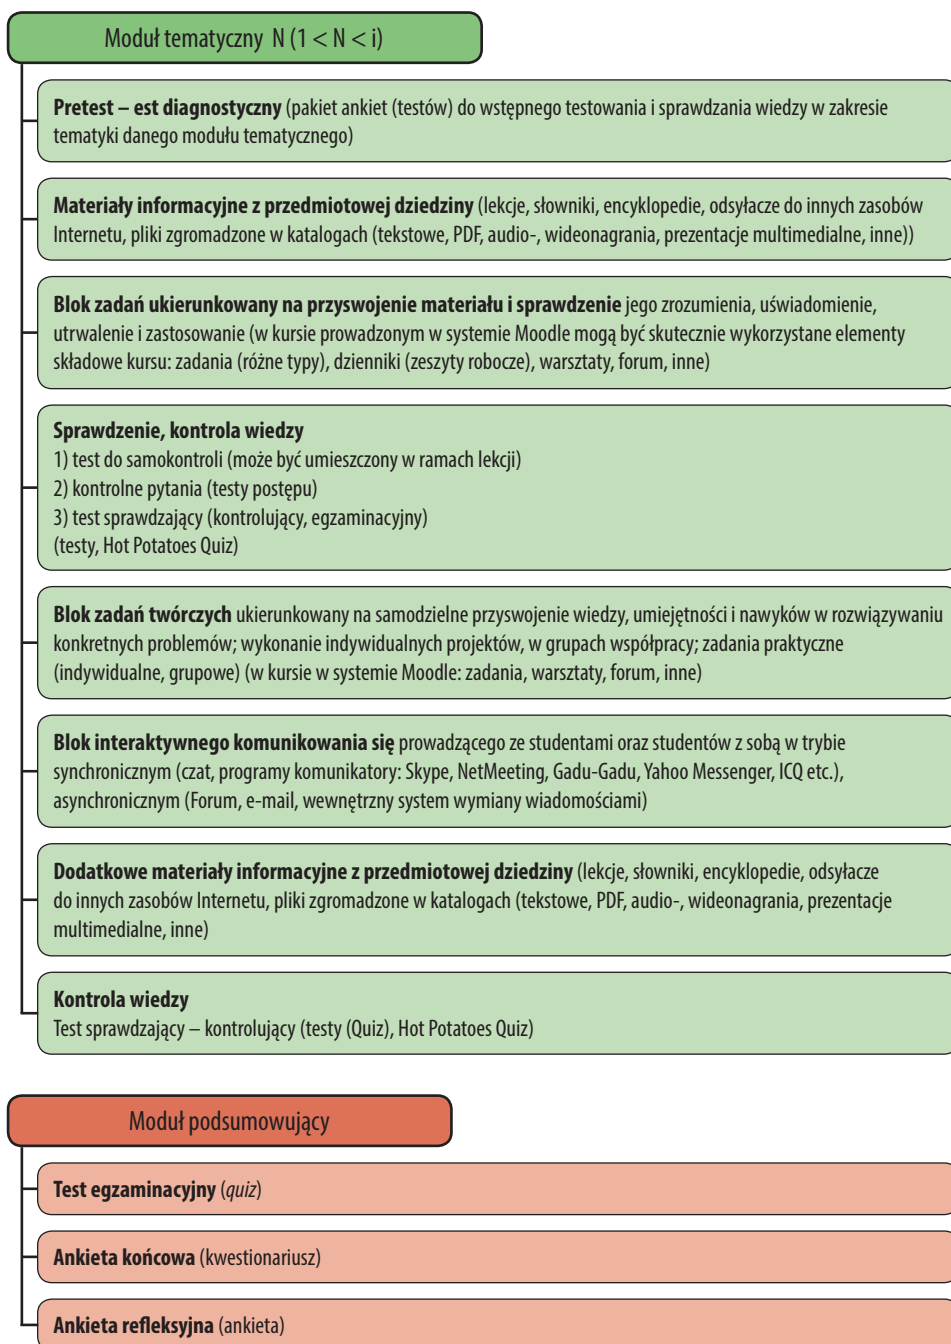 Moduł tematyczny N (1 < N < i)
Pretest – est diagnostyczny (pakiet ankiet (testów) do wstępnego testowania i sprawdzania wiedzy w zakresie
tematyki danego modułu tematycznego)
Materiały informacyjne z przedmiotowej dziedziny (lekcje, słowniki, encyklopedie, odsyłacze do innych zasobów
Internetu, pliki zgromadzone w katalogach (tekstowe, PDF, audio-, wideonagrania, prezentacje multimedialne, inne))
Blok zadań ukierunkowany na przyswojenie materiału i sprawdzenie jego zrozumienia, uświadomienie,
utrwalenie i zastosowanie (w kursie prowadzonym w systemie Moodle mogą być skutecznie wykorzystane elementy
składowe kursu: zadania (różne typy), dzienniki (zeszyty robocze), warsztaty, forum, inne)
Sprawdzenie, kontrola wiedzy
1) test do samokontroli (może być umieszczony w ramach lekcji)
2) kontrolne pytania (testy postępu)
3) test sprawdzający (kontrolujący, egzaminacyjny)
(testy, Hot Potatoes Quiz)
Blok zadań twórczych ukierunkowany na samodzielne przyswojenie wiedzy, umiejętności i nawyków w rozwiązywaniu
konkretnych problemów; wykonanie indywidualnych projektów, w grupach współpracy; zadania praktyczne
(indywidualne, grupowe) (w kursie w systemie Moodle: zadania, warsztaty, forum, inne)
Blok interaktywnego komunikowania się prowadzącego ze studentami oraz studentów z sobą w trybie
synchronicznym (czat, programy komunikatory: Skype, NetMeeting, Gadu-Gadu, Yahoo Messenger, ICQ etc.),
asynchronicznym (Forum, e-mail, wewnętrzny system wymiany wiadomościami)
Dodatkowe materiały informacyjne z przedmiotowej dziedziny (lekcje, słowniki, encyklopedie, odsyłacze
do innych zasobów Internetu, pliki zgromadzone w katalogach (tekstowe, PDF, audio-, wideonagrania, prezentacje
multimedialne, inne)
Kontrola wiedzy
Test sprawdzający – kontrolujący (testy (Quiz), Hot Potatoes Quiz)
Moduł podsumowujący
Test egzaminacyjny (quiz)
Ankieta końcowa (kwestionariusz)
Ankieta refleksyjna (ankieta)